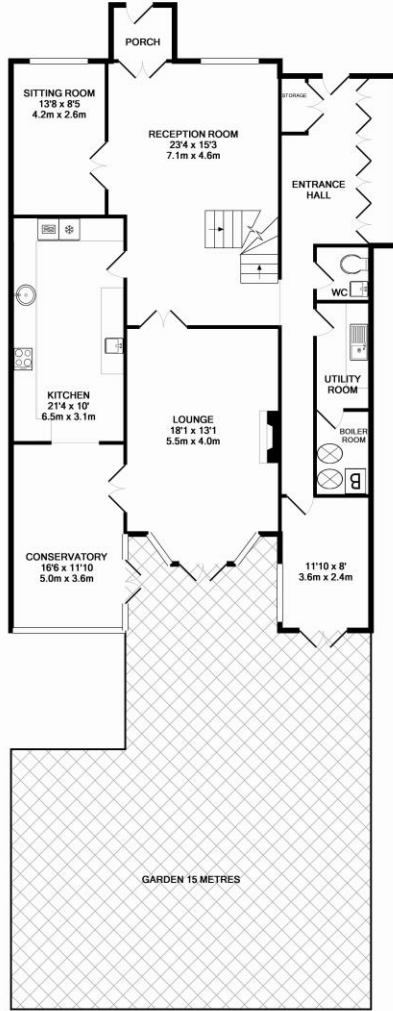 PORCH
SITTING ROOM
13'8 x 8'5
4.2m x 2.6m
RECEPTION ROOM
23'4 x 15'3
7.1m x 4.6m
STORAGE
ENTRANCE
HALL
WC
UTILITY
ROOM
BOILER
ROOM
B
KITCHEN
21'4 x 10'
6.5m x 3.1m
LOUNGE
18'1 x 13'1
5.5m x 4.0m
CONSERVATORY
16'6 x 11'10
5.0m x 3.6m
11'10 x 8'
3.6m x 2.4m
GARDEN 15 METRES